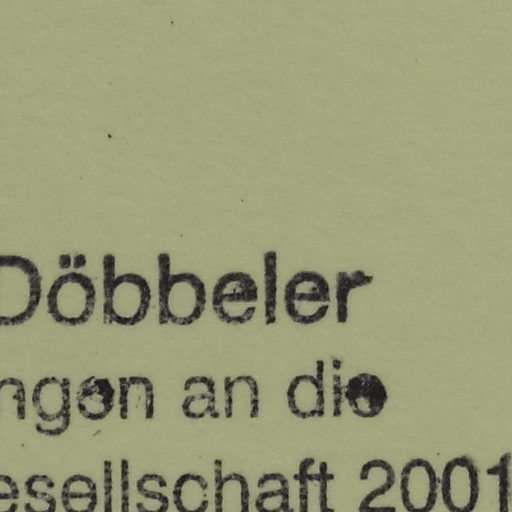 Döbbeler
ngen an die
esellschaft 2001